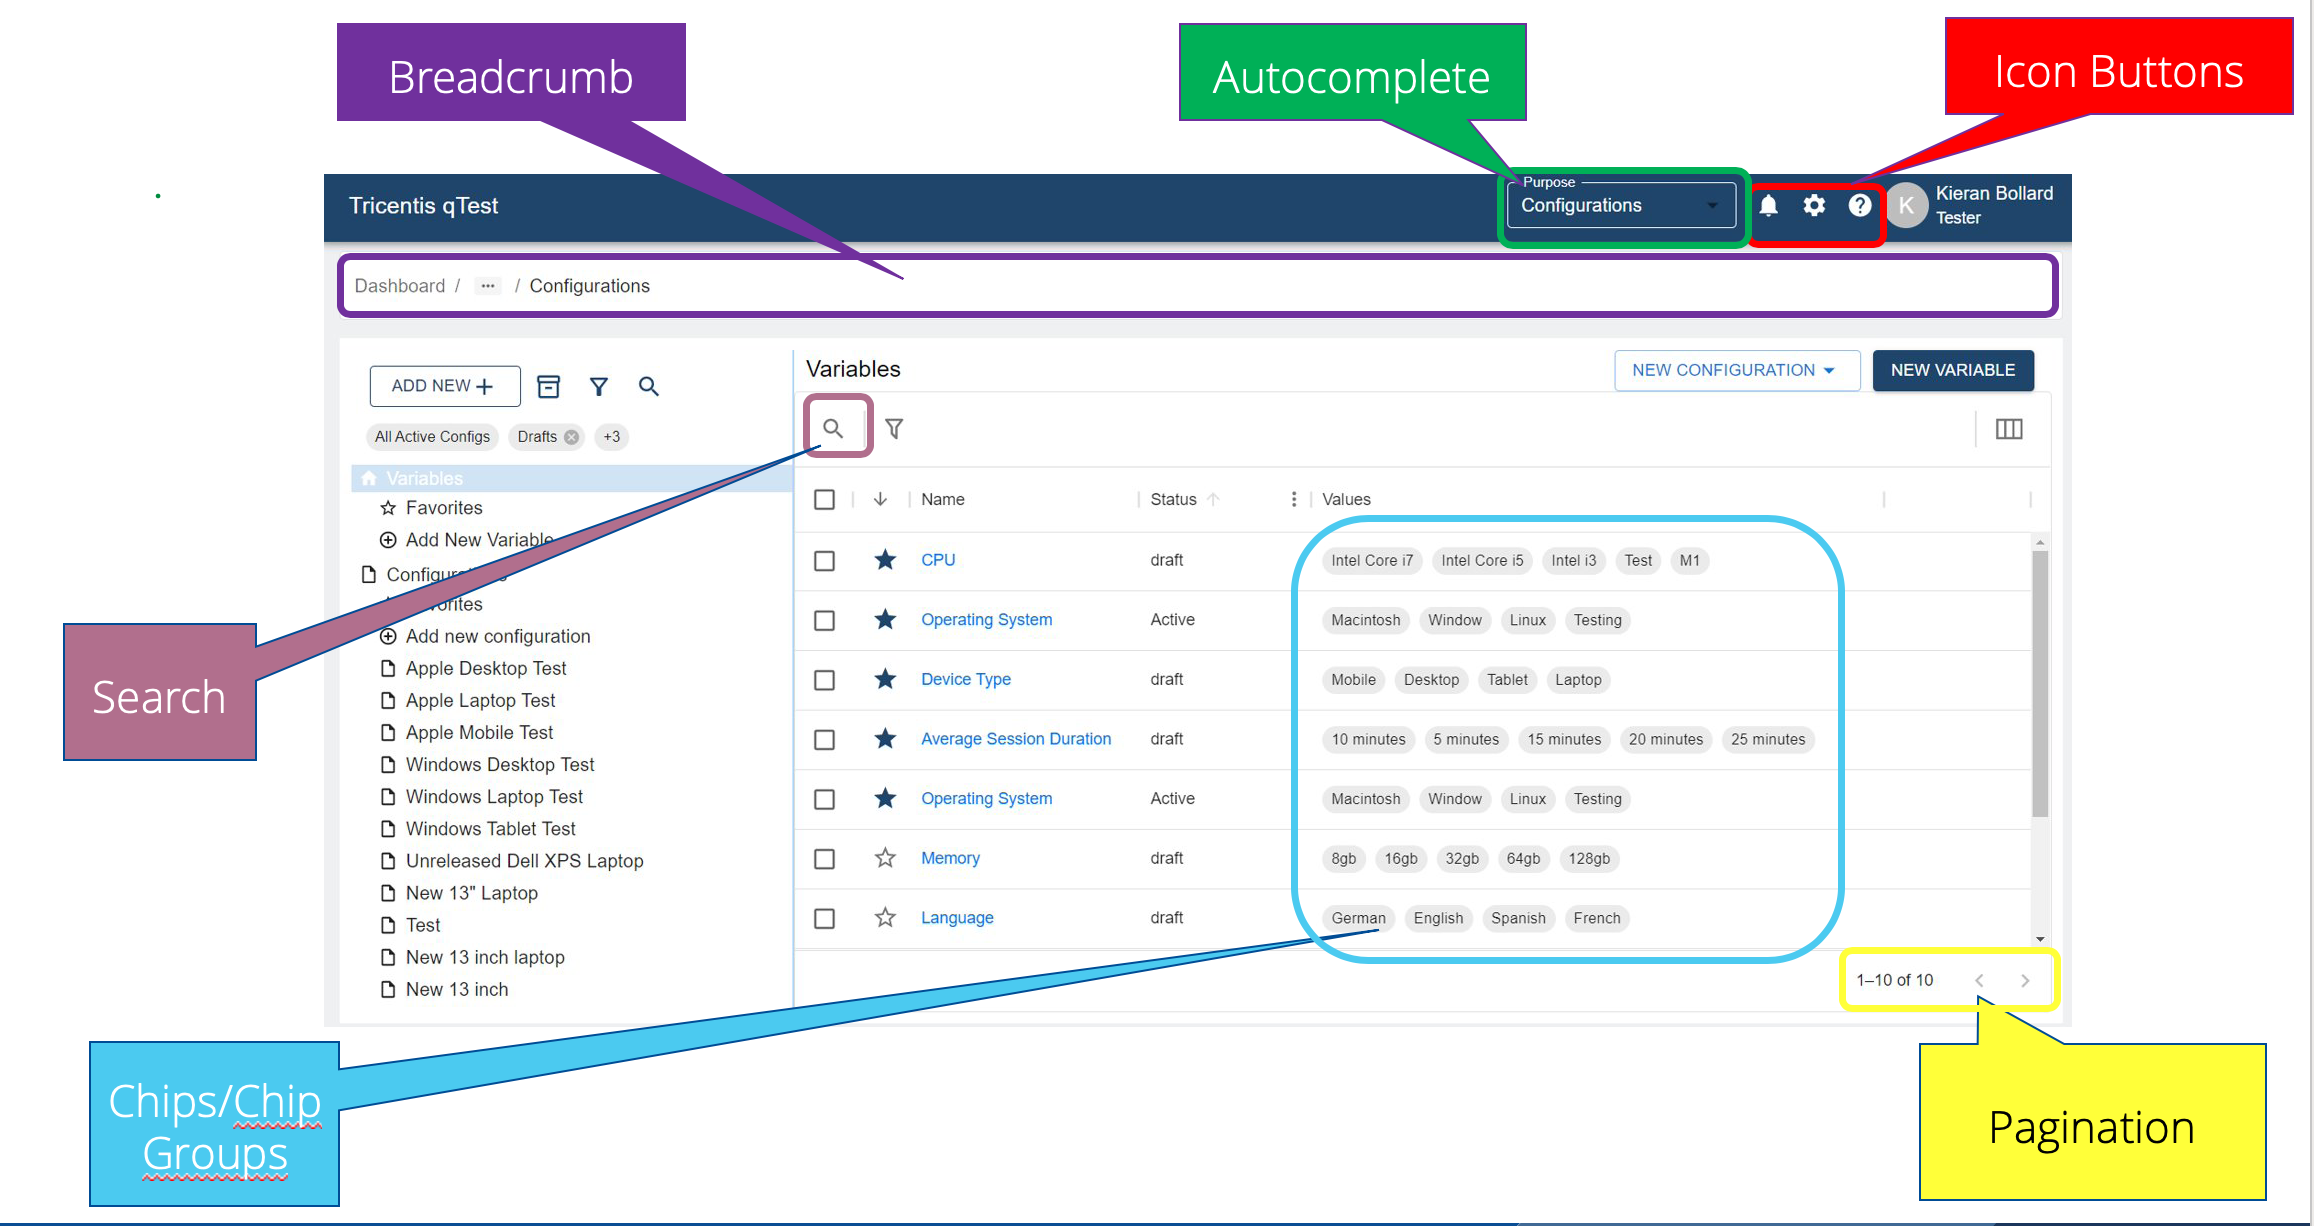 Breadcrumb
Autocomplete
Icon Buttons
Tricentis qTest
Purpose
Configurations
K
Kieran Bollard
Tester
Dashboard / ... / Configurations
ADD NEW +
All Active Configs Drafts +3
Variables
Favorites
Add New Variable
Add new configuration
Apple Desktop Test
Apple Laptop Test
Apple Mobile Test
Windows Desktop Test
Windows Laptop Test
Windows Tablet Test
Unreleased Dell XPS Laptop
New 13" Laptop
Test
New 13 inch laptop
New 13 inch
Variables
NEW CONFIGURATION
NEW VARIABLE
Name Status Values
CPU draft Intel Core i7 Intel Core i5 Intel i3 Test M1
Operating System Active Macintosh Window Linux Testing
Device Type draft Mobile Desktop Tablet Laptop
Average Session Duration draft 10 minutes 5 minutes 15 minutes 20 minutes 25 minutes
Operating System Active Macintosh Window Linux Testing
Memory draft 8gb 16gb 32gb 64gb 128gb
Language draft German English Spanish French
1–10 of 10
Search
Chips/Chip
Groups
Pagination